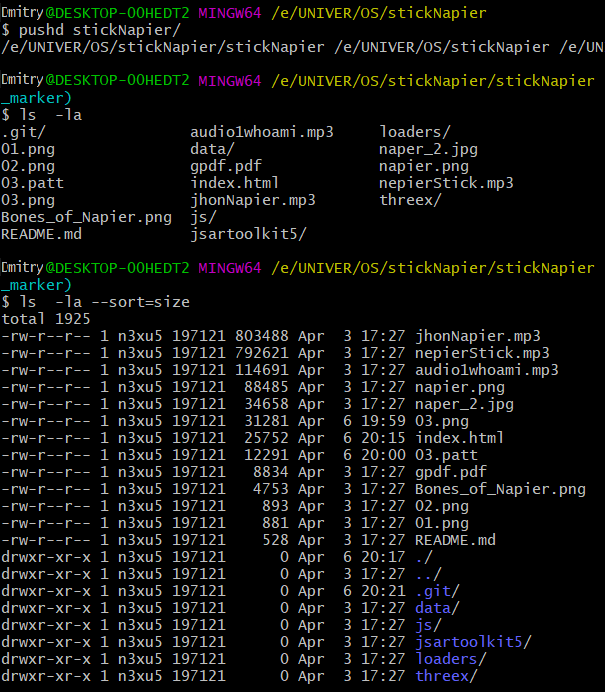 Dmitry@DESKTOP-OOHEDT2 MINGW64 /e/UNIVER/OS/stickNapier
$ pushd stickNapier/
/e/UNIVER/OS/stickNapier/stickNapier /e/UNIVER/OS/stickNapier /e/UN
Dmitry@DESKTOP-OOHEDT2 MINGW64 /e/UNIVER/OS/stickNapier/stickNapier
_marker)
$ ls  -la
.git/ audio1whoami.mp3 loaders/
01.png data/ naper_2.jpg
02.png gpdf.pdf napier.png
03.patt index.html nepierStick.mp3
03.png jhonNapier.mp3 threex/
Bones_of_Napier.png js/
README.md jsartoolkit5/
Dmitry@DESKTOP-OOHEDT2 MINGW64 /e/UNIVER/OS/stickNapier/stickNapier
_marker)
$ ls  -la --sort=size
total 1925
-rw-r--r-- 1 n3xu5 197121 803488 Apr  3 17:27 jhonNapier.mp3
-rw-r--r-- 1 n3xu5 197121 792621 Apr  3 17:27 nepierStick.mp3
-rw-r--r-- 1 n3xu5 197121 114691 Apr  3 17:27 audio1whoami.mp3
-rw-r--r-- 1 n3xu5 197121  88485 Apr  3 17:27 napier.png
-rw-r--r-- 1 n3xu5 197121  34658 Apr  3 17:27 naper_2.jpg
-rw-r--r-- 1 n3xu5 197121  31281 Apr  6 19:59 03.png
-rw-r--r-- 1 n3xu5 197121  25752 Apr  6 20:15 index.html
-rw-r--r-- 1 n3xu5 197121  12291 Apr  6 20:00 03.patt
-rw-r--r-- 1 n3xu5 197121   8834 Apr  3 17:27 gpdf.pdf
-rw-r--r-- 1 n3xu5 197121   4753 Apr  3 17:27 Bones_of_Napier.png
-rw-r--r-- 1 n3xu5 197121    893 Apr  3 17:27 02.png
-rw-r--r-- 1 n3xu5 197121    881 Apr  3 17:27 01.png
-rw-r--r-- 1 n3xu5 197121    528 Apr  3 17:27 README.md
drwxr-xr-x 1 n3xu5 197121      0 Apr  6 20:17 ./
drwxr-xr-x 1 n3xu5 197121      0 Apr  3 17:27 ../
drwxr-xr-x 1 n3xu5 197121      0 Apr  6 20:21 .git/
drwxr-xr-x 1 n3xu5 197121      0 Apr  3 17:27 data/
drwxr-xr-x 1 n3xu5 197121      0 Apr  3 17:27 js/
drwxr-xr-x 1 n3xu5 197121      0 Apr  3 17:27 jsartoolkit5/
drwxr-xr-x 1 n3xu5 197121      0 Apr  3 17:27 loaders/
drwxr-xr-x 1 n3xu5 197121      0 Apr  3 17:27 threex/